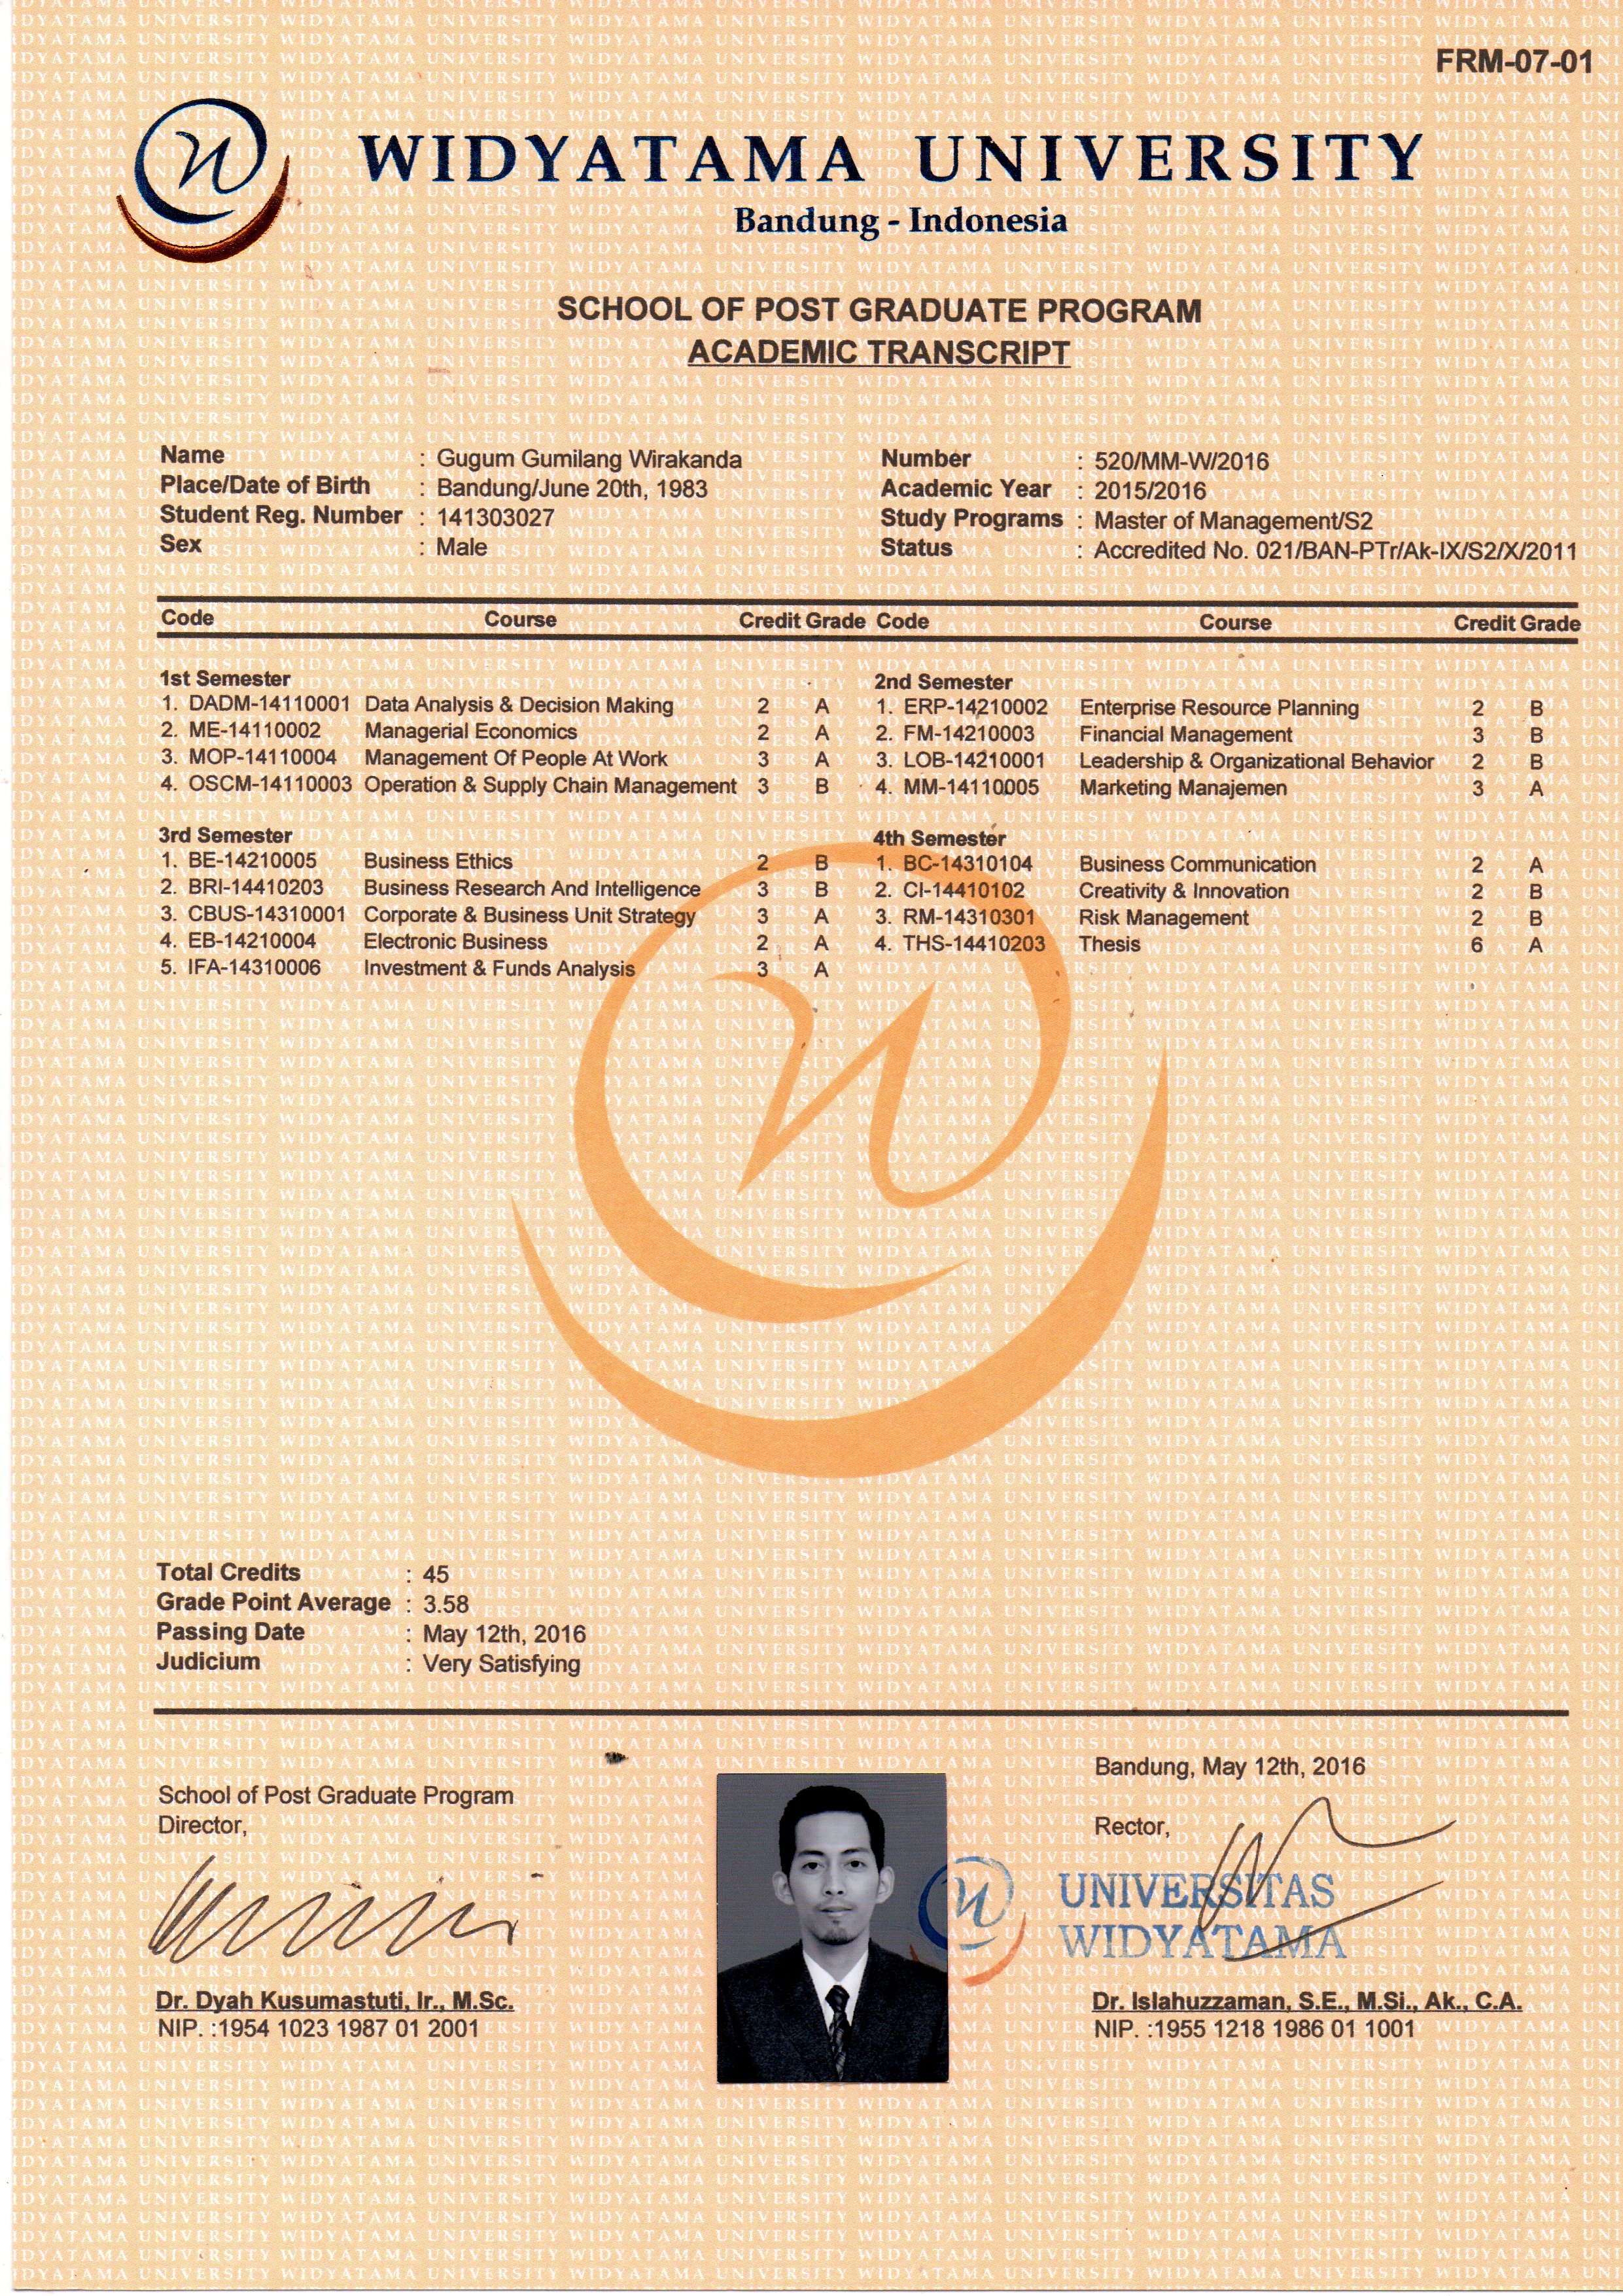 FRM-07-01
WIDYATAMA UNIVERSITY
Bandung - Indonesia
SCHOOL OF POST GRADUATE PROGRAM
ACADEMIC TRANSCRIPT
Name : Gugum Gumilang Wirakanda
Place/Date of Birth : Bandung/June 20th, 1983
Student Reg. Number : 141303027
Sex : Male
Number : 520/MM-W/2016
Academic Year : 2015/2016
Study Programs : Master of Management/S2
Status : Accredited No. 021/BAN-PTr/Ak-IX/S2/X/2011
Code Course Credit Grade Code Course Credit Grade
1st Semester
1. DADM-14110001 Data Analysis & Decision Making 2 A
2. ME-14110002 Managerial Economics 2 A
3. MOP-14110004 Management Of People At Work 3 A
4. OSCM-14110003 Operation & Supply Chain Management 3 B
2nd Semester
1. ERP-14210002 Enterprise Resource Planning 2 B
2. FM-14210003 Financial Management 3 B
3. LOB-14210001 Leadership & Organizational Behavior 2 B
4. MM-14110005 Marketing Manajemen 3 A
3rd Semester
1. BE-14210005 Business Ethics 2 B
2. BRI-14410203 Business Research And Intelligence 3 B
3. CBUS-14310001 Corporate & Business Unit Strategy 3 A
4. EB-14210004 Electronic Business 2 A
5. IFA-14310006 Investment & Funds Analysis 3 A
4th Semester
1. BC-14310104 Business Communication 2 A
2. CI-14410102 Creativity & Innovation 2 B
3. RM-14310301 Risk Management 2 B
4. THS-14410203 Thesis 6 A
Total Credits : 45
Grade Point Average : 3.58
Passing Date : May 12th, 2016
Judicium : Very Satisfying
School of Post Graduate Program
Director,
Dr. Dyah Kusumastuti, Ir., M.Sc.
NIP. :1954 1023 1987 01 2001
Bandung, May 12th, 2016
Rector,
UNIVERSITAS
WIDYATAMA
Dr. Islahuzzaman, S.E., M.Si., Ak., C.A.
NIP. :1955 1218 1986 01 1001